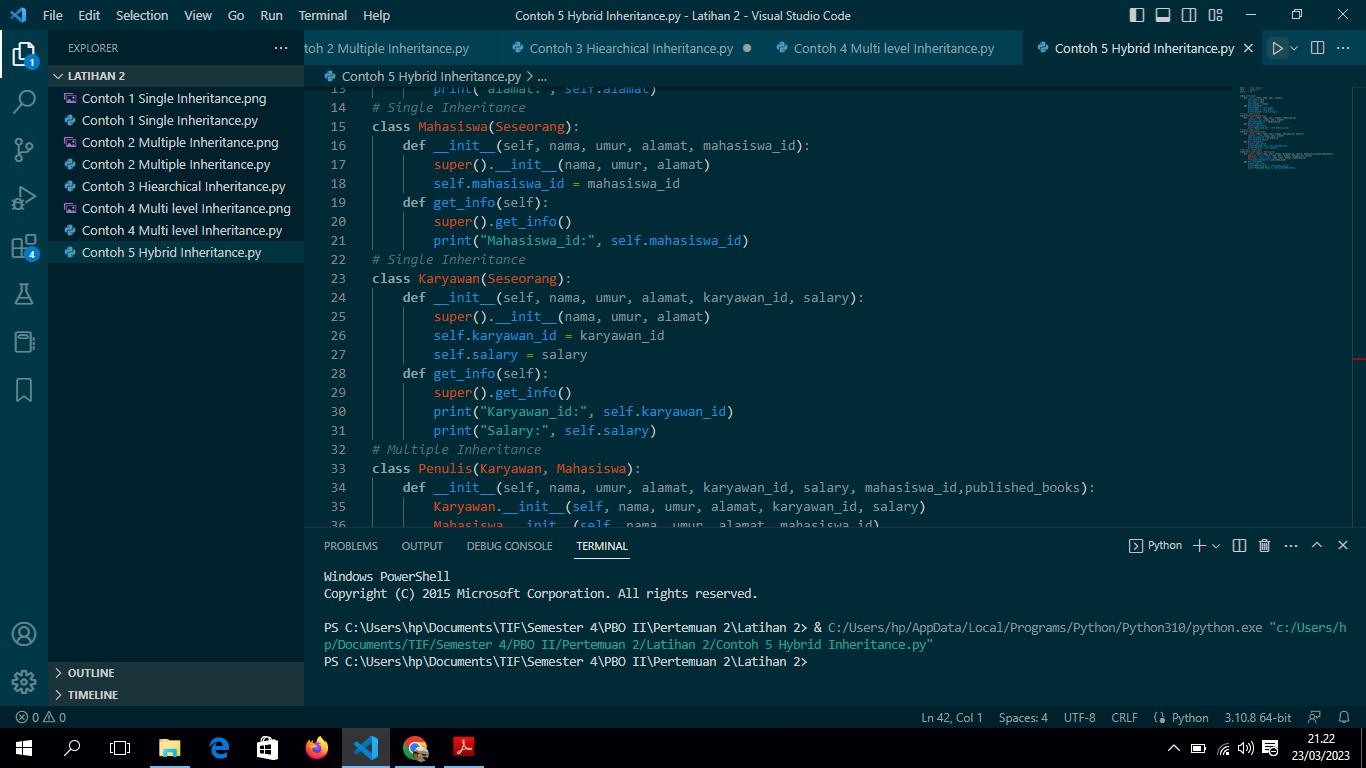 File Edit Selection View Go Run Terminal Help
Contoh 5 Hybrid Inheritance.py - Latihan 2 - Visual Studio Code
EXPLORER
LATIHAN 2
Contoh 1 Single Inheritance.png
Contoh 1 Single Inheritance.py
Contoh 2 Multiple Inheritance.png
Contoh 2 Multiple Inheritance.py
Contoh 3 Hiearchical Inheritance.py
Contoh 4 Multi level Inheritance.png
Contoh 4 Multi level Inheritance.py
Contoh 5 Hybrid Inheritance.py
OUTLINE
TIMELINE
1
4
toh 2 Multiple Inheritance.py Contoh 3 Hiearchical Inheritance.py Contoh 4 Multi level Inheritance.py Contoh 5 Hybrid Inheritance.py
Contoh 5 Hybrid Inheritance.py > ...
13 print("alamat:", self.alamat)
14 # Single Inheritance
15 class Mahasiswa(Seseorang):
16 def __init__(self, nama, umur, alamat, mahasiswa_id):
17 super().__init__(nama, umur, alamat)
18 self.mahasiswa_id = mahasiswa_id
19 def get_info(self):
20 super().get_info()
21 print("Mahasiswa_id:", self.mahasiswa_id)
22 # Single Inheritance
23 class Karyawan(Seseorang):
24 def __init__(self, nama, umur, alamat, karyawan_id, salary):
25 super().__init__(nama, umur, alamat)
26 self.karyawan_id = karyawan_id
27 self.salary = salary
28 def get_info(self):
29 super().get_info()
30 print("Karyawan_id:", self.karyawan_id)
31 print("Salary:", self.salary)
32 # Multiple Inheritance
33 class Penulis(Karyawan, Mahasiswa):
34 def __init__(self, nama, umur, alamat, karyawan_id, salary, mahasiswa_id,published_books):
35 Karyawan.__init__(self, nama, umur, alamat, karyawan_id, salary)
36 Mahasiswa.__init__(self, nama, umur, alamat, mahasiswa_id)
PROBLEMS OUTPUT DEBUG CONSOLE TERMINAL
Python
Windows PowerShell
Copyright (C) 2015 Microsoft Corporation. All rights reserved.
PS C:\Users\hp\Documents\TIF\Semester 4\PBO II\Pertemuan 2\Latihan 2> & C:/Users/hp/AppData/Local/Programs/Python/Python310/python.exe "c:/Users/h
p/Documents/TIF/Semester 4/PBO II/Pertemuan 2/Latihan 2/Contoh 5 Hybrid Inheritance.py"
PS C:\Users\hp\Documents\TIF\Semester 4\PBO II\Pertemuan 2\Latihan 2>
0 0 Ln 42, Col 1 Spaces: 4 UTF-8 CRLF Python 3.10.8 64-bit
21.22
23/03/2023